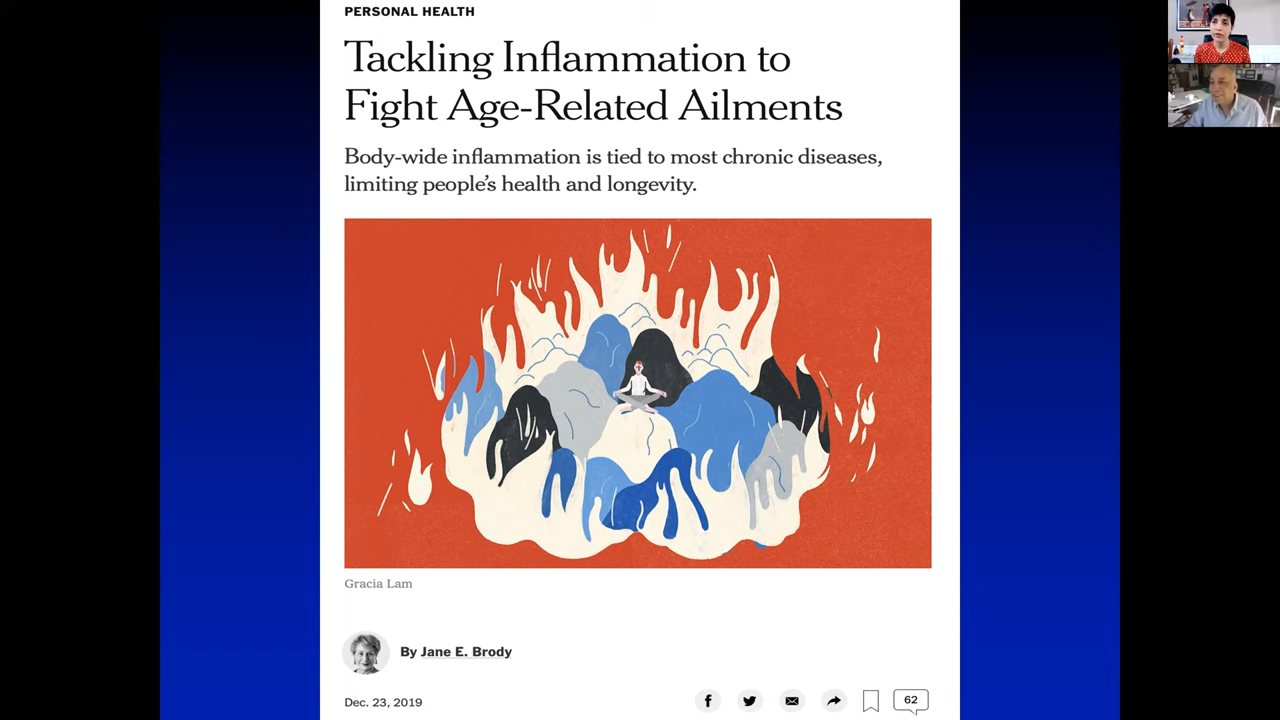 PERSONAL HEALTH
Tackling Inflammation to
Fight Age-Related Ailments
Body-wide inflammation is tied to most chronic diseases,
limiting people's health and longevity.
Gracia Lam
By Jane E. Brody
Dec. 23, 2019
62